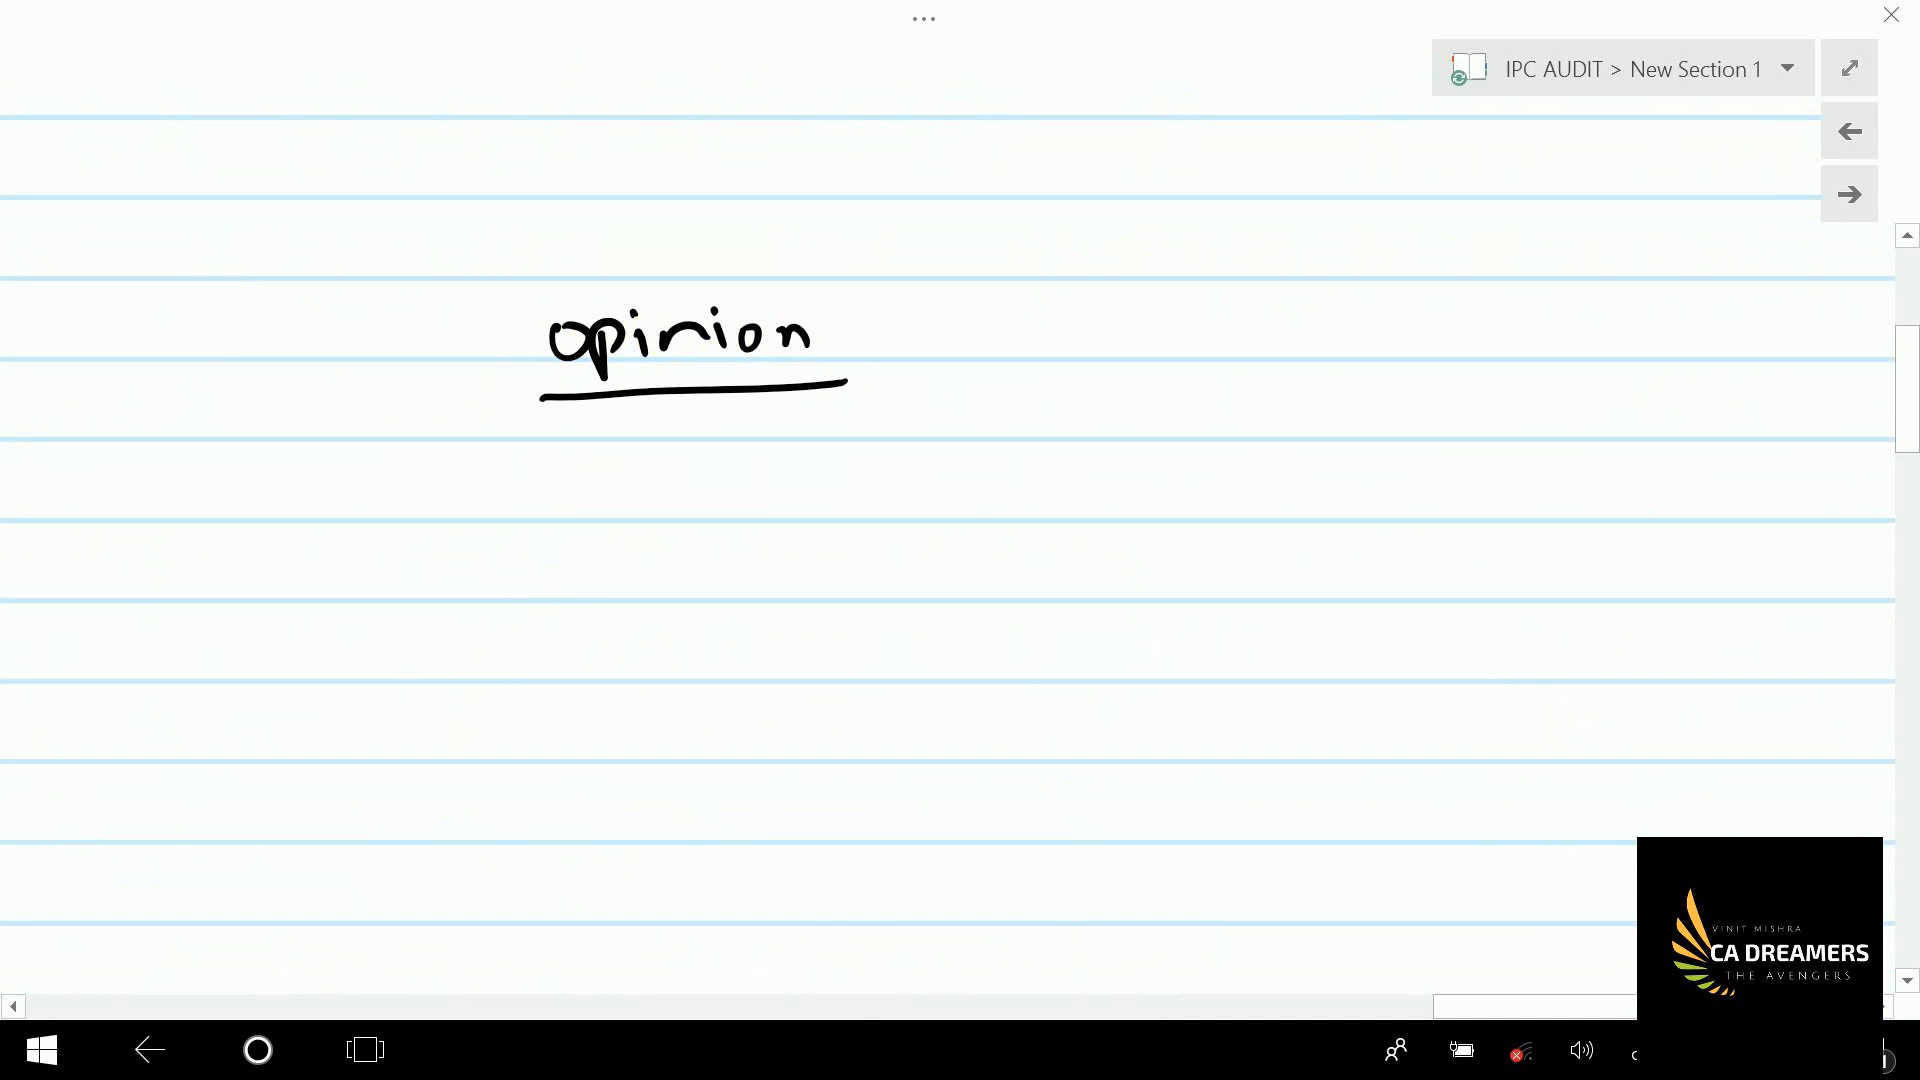 IPC AUDIT > New Section 1
opinion
VINIT MISHRA
CA DREAMERS
THE AVENGERS